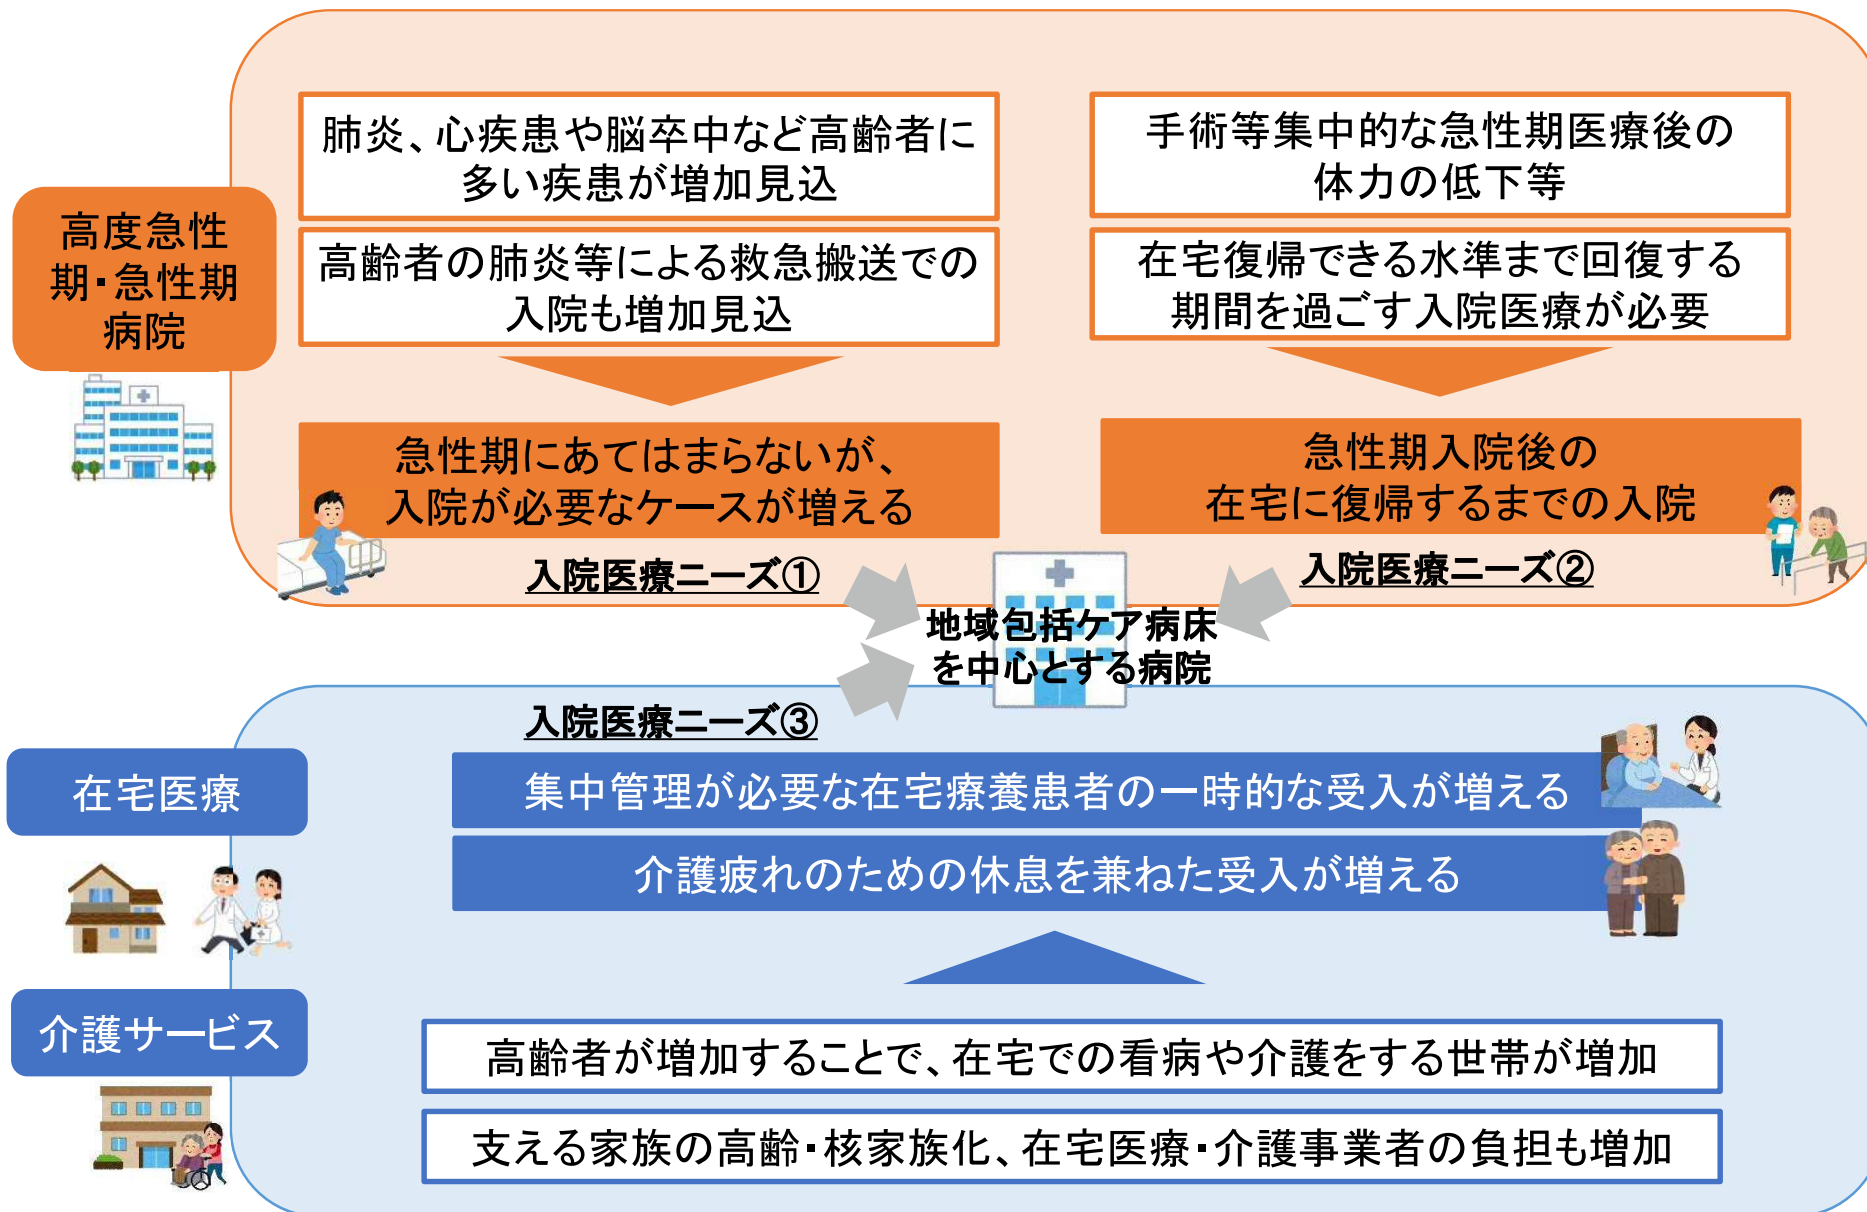 高度急性
期・急性期
病院
肺炎、心疾患や脳卒中など高齢者に
多い疾患が増加見込
高齢者の肺炎等による救急搬送での
入院も増加見込
急性期にあてはまらないが、
入院が必要なケースが増える
入院医療ニーズ①
手術等集中的な急性期医療後の
体力の低下等
在宅復帰できる水準まで回復する
期間を過ごす入院医療が必要
急性期入院後の
在宅に復帰するまでの入院
入院医療ニーズ②
地域包括ケア病床
を中心とする病院
入院医療ニーズ③
在宅医療
集中管理が必要な在宅療養患者の一時的な受入が増える
介護疲れのための休息を兼ねた受入が増える
介護サービス
高齢者が増加することで、在宅での看病や介護をする世帯が増加
支える家族の高齢・核家族化、在宅医療・介護事業者の負担も増加